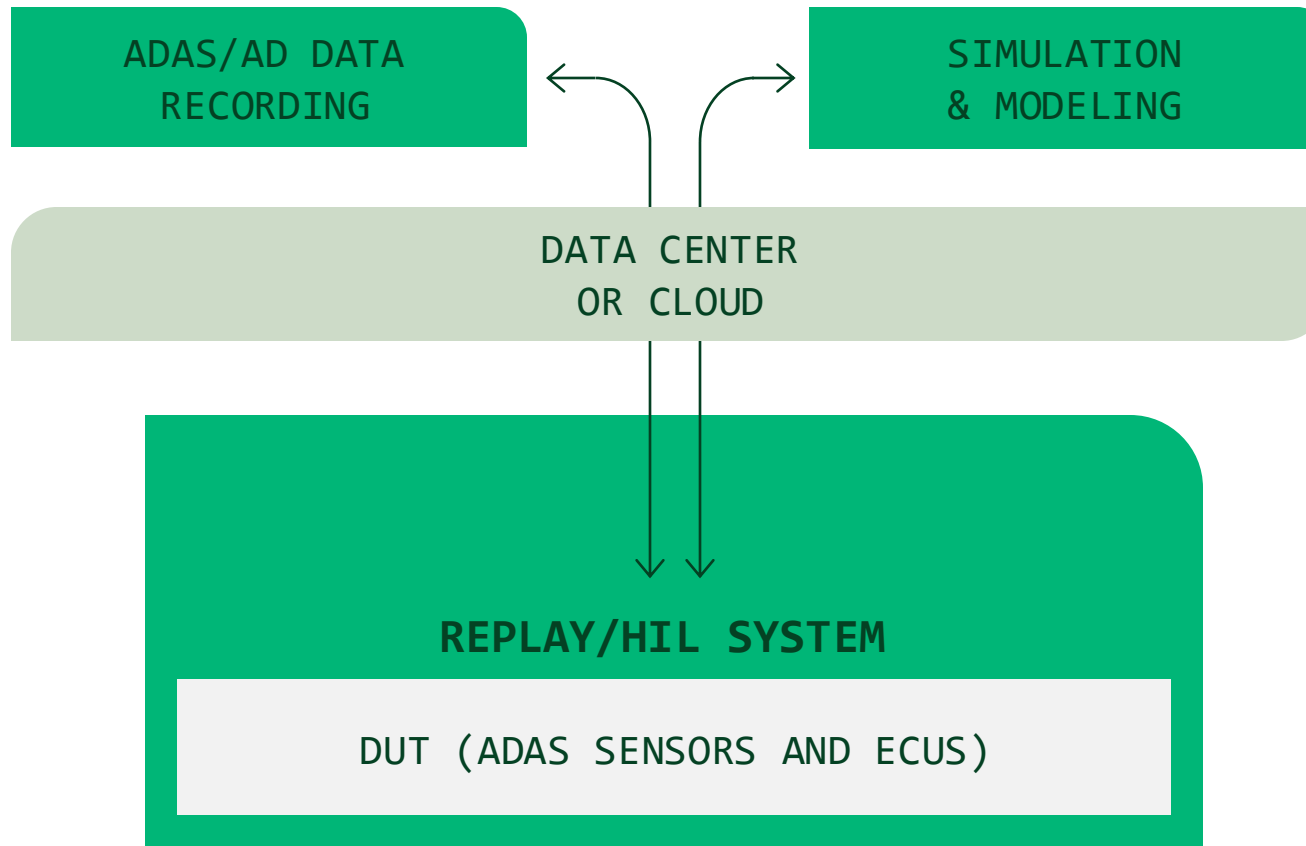 ADAS/AD DATA
RECORDING
SIMULATION
& MODELING
DATA CENTER
OR CLOUD
REPLAY/HIL SYSTEM
DUT (ADAS SENSORS AND ECUS)